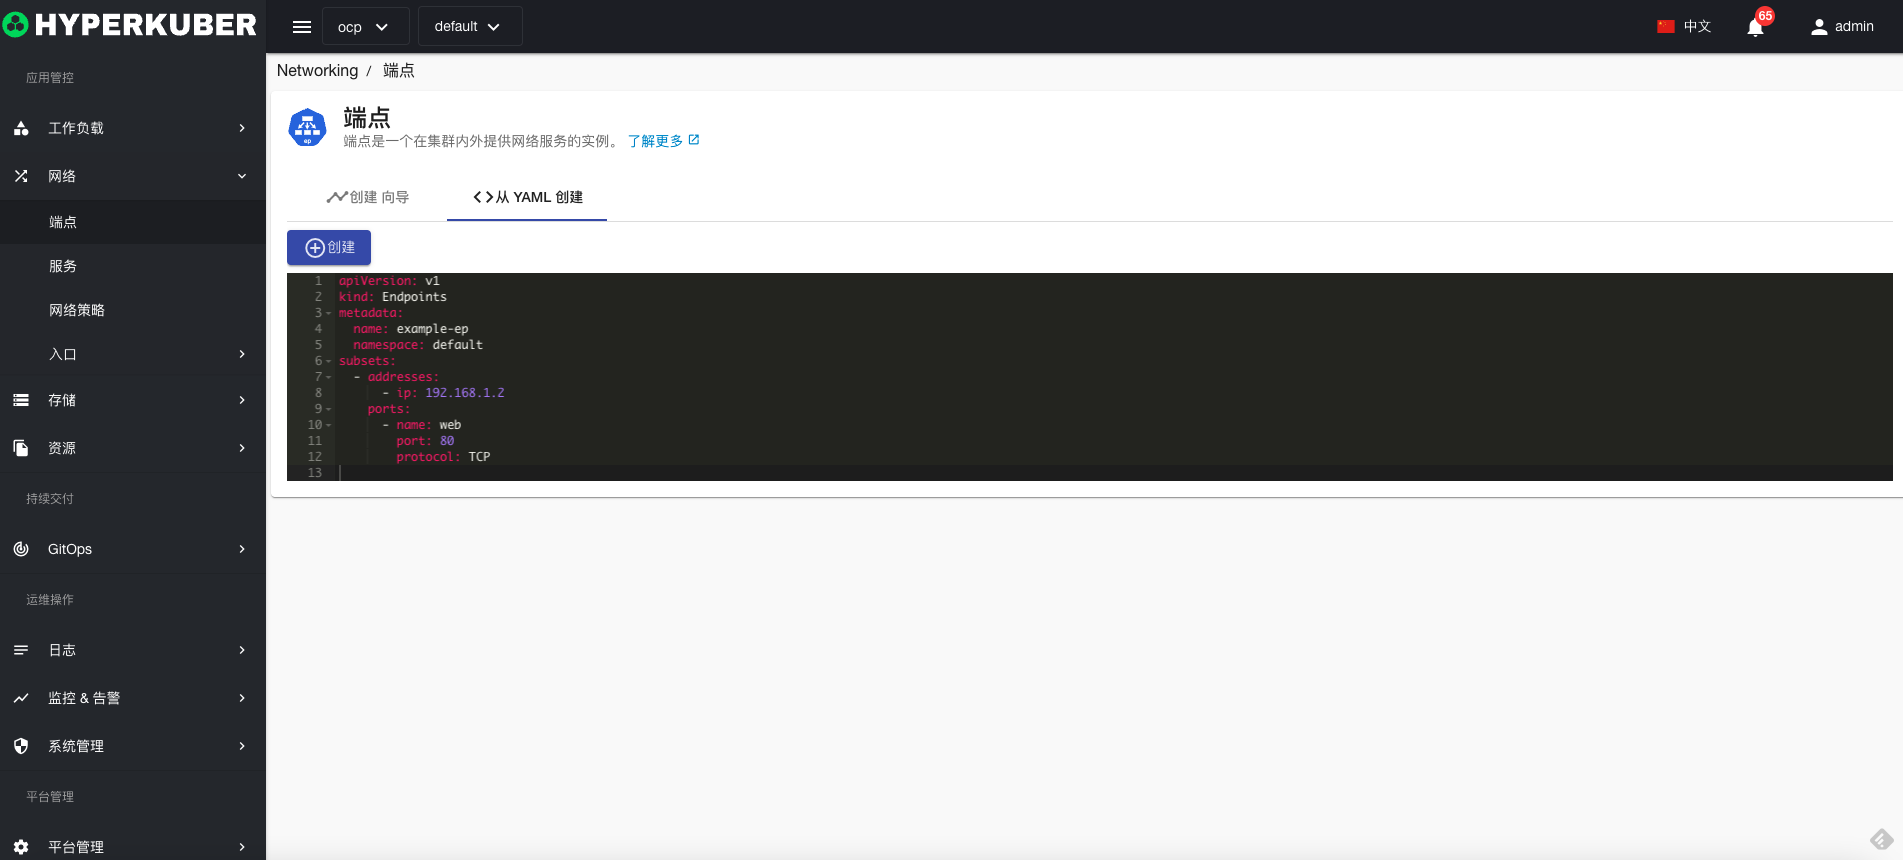 HYPERKUBER
ocp
default
中文
65
admin
应用管控
工作负载
网络
端点
服务
网络策略
入口
存储
资源
持续交付
GitOps
运维操作
日志
监控 & 告警
系统管理
平台管理
平台管理
Networking / 端点
ep
端点
端点是一个在集群内外提供网络服务的实例。 了解更多
创建 向导
从 YAML 创建
创建
1 apiVersion: v1
2 kind: Endpoints
3 metadata:
4 name: example-ep
5 namespace: default
6 subsets:
7 - addresses:
8 - ip: 192.168.1.2
9 ports:
10 - name: web
11 port: 80
12 protocol: TCP
13